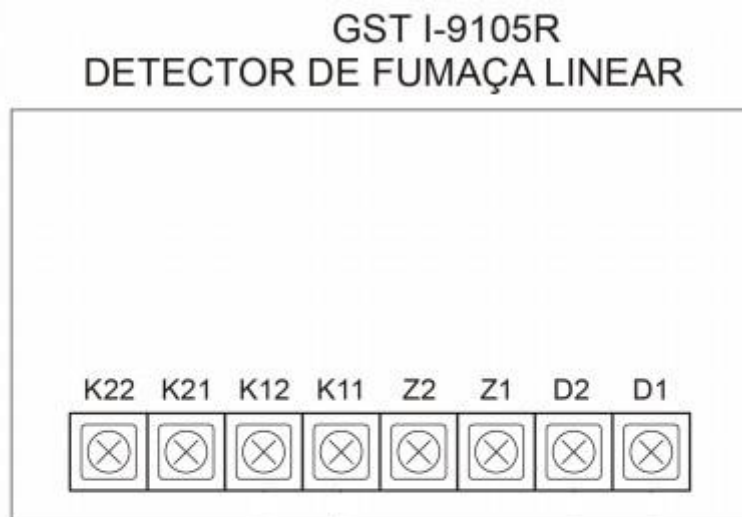 GST I-9105R
DETECTOR DE FUMAÇA LINEAR
K22 K21 K12 K11 Z2 Z1 D2 D1